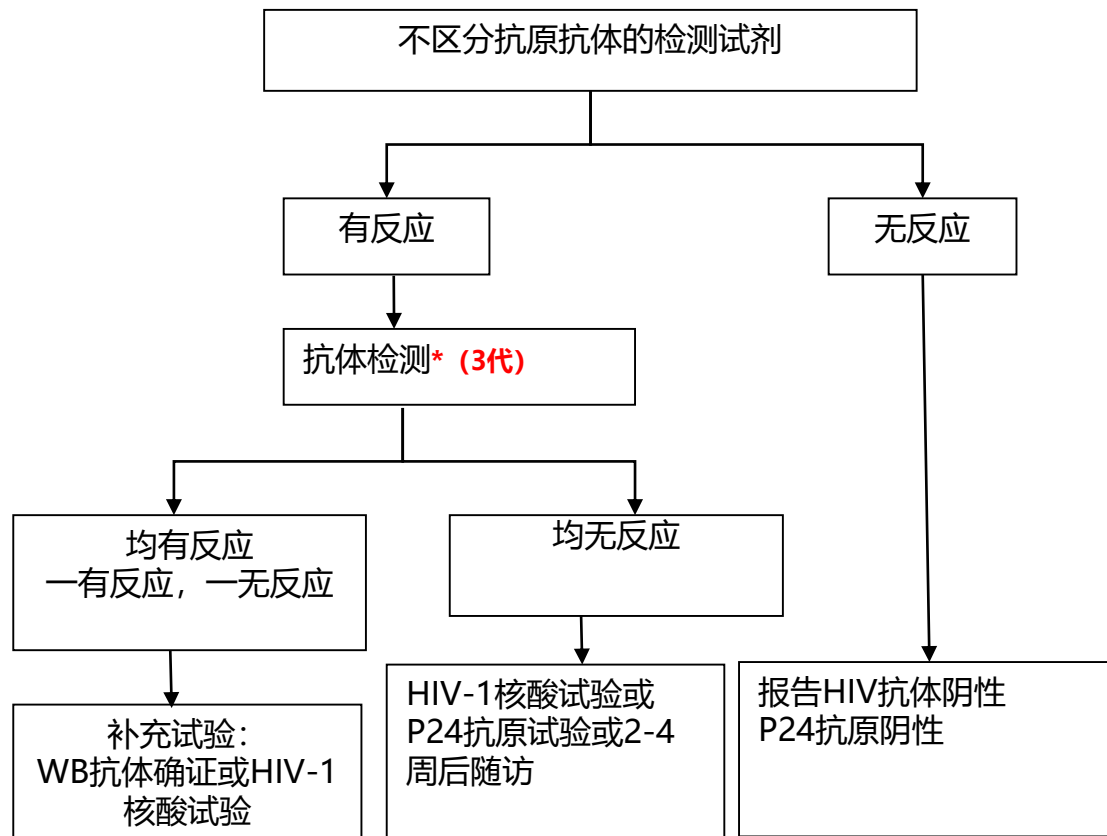 不区分抗原抗体的检测试剂
有反应
无反应
抗体检测*（3代）
均有反应
一有反应，一无反应
均无反应
补充试验：
WB抗体确证或HIV-1
核酸试验
HIV-1核酸试验或
P24抗原试验或2-4
周后随访
报告HIV抗体阴性
P24抗原阴性